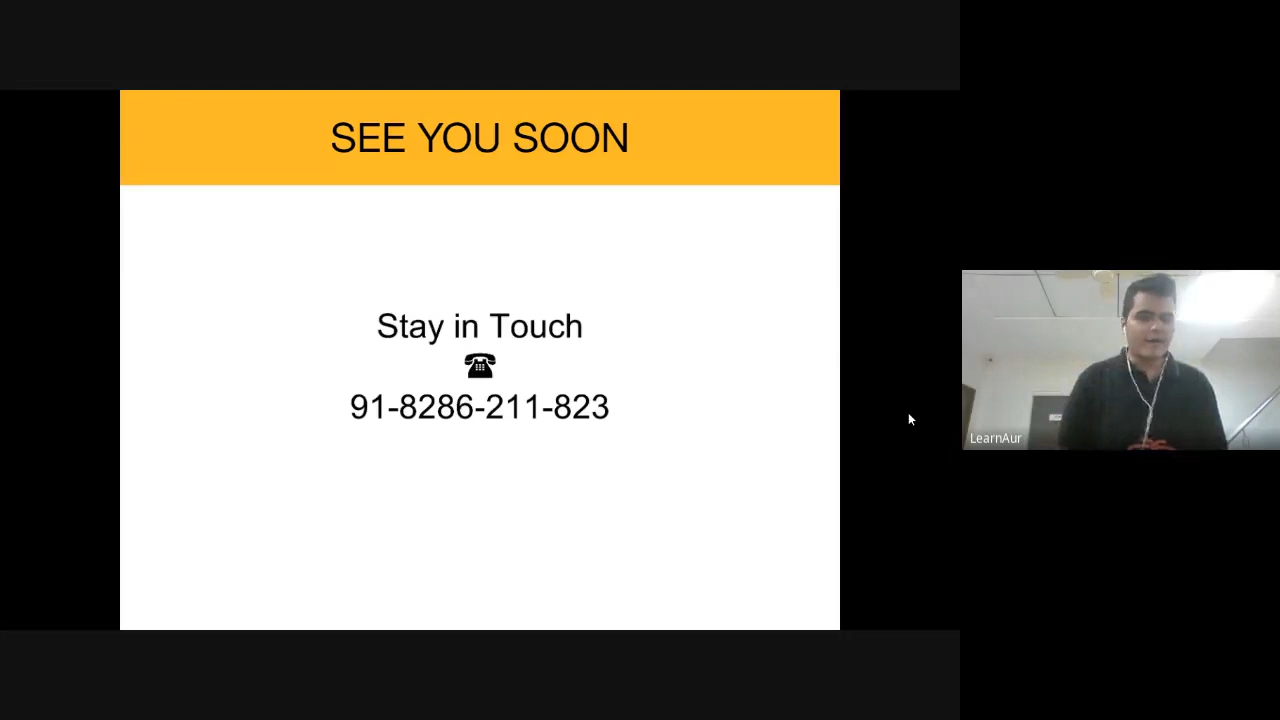 SEE YOU SOON
Stay in Touch
☎
91-8286-211-823
LearnAur